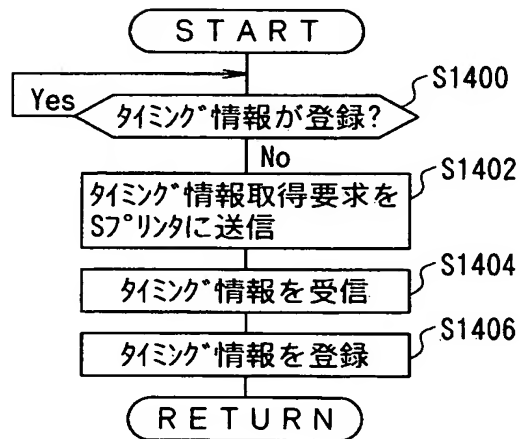 START
S1400
Yes
ﾀｲﾐﾝｸﾞ情報が登録?
No
S1402
ﾀｲﾐﾝｸﾞ情報取得要求を
Sﾌﾟﾘﾝﾀに送信
S1404
ﾀｲﾐﾝｸﾞ情報を受信
S1406
ﾀｲﾐﾝｸﾞ情報を登録
RETURN